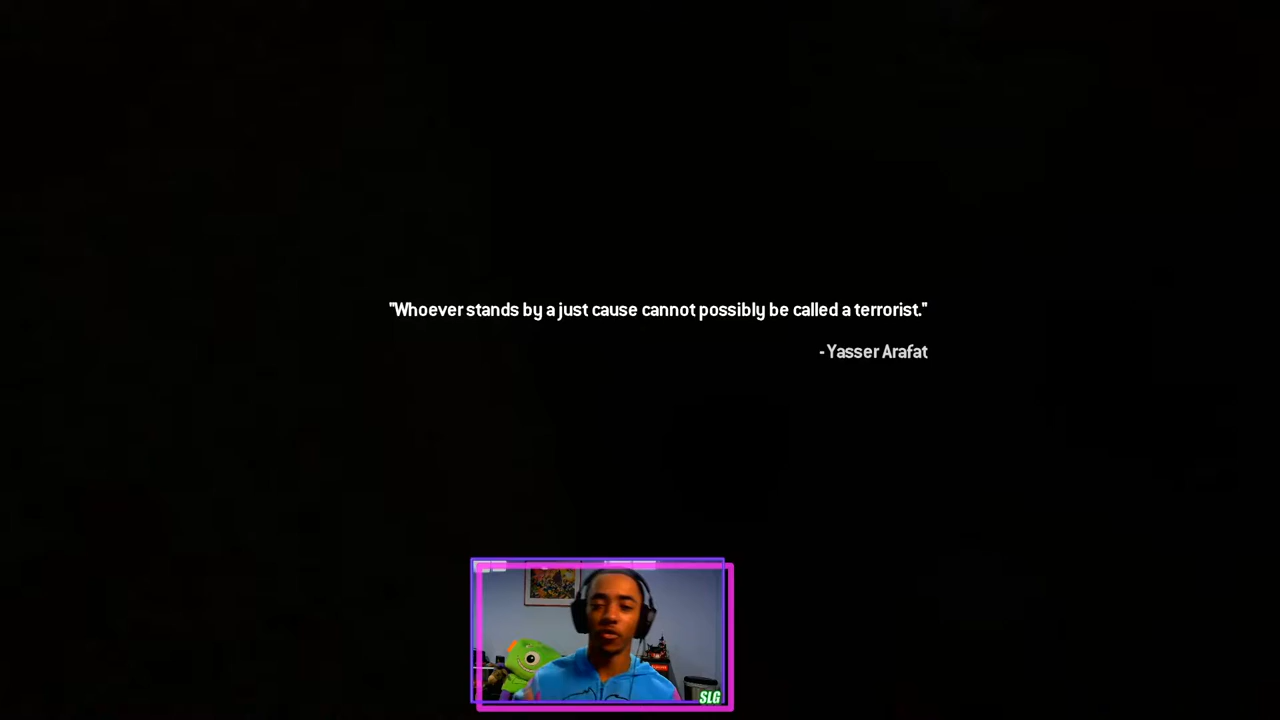 "Whoever stands by a just cause cannot possibly be called a terrorist."
- Yasser Arafat
SLG